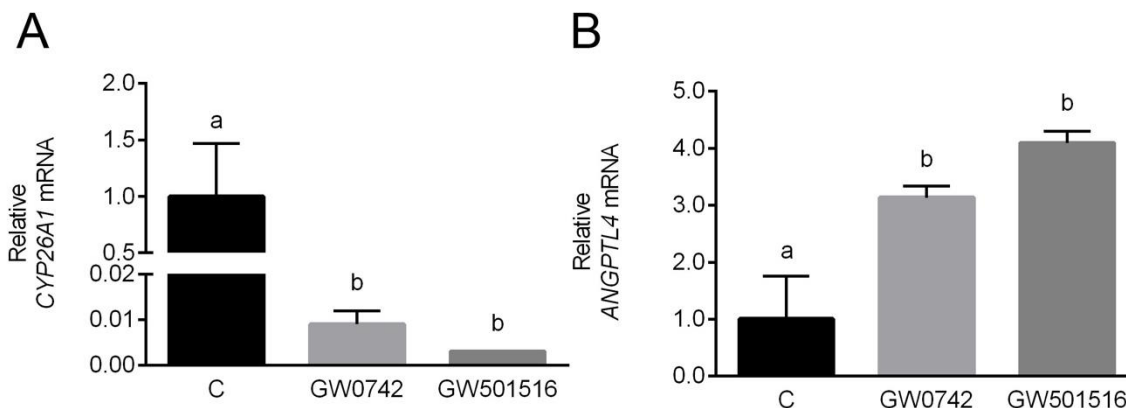 A
Relative
CYP26A1 mRNA
2.0
1.5
1.0
0.5
0.02
0.01
0.00
a
b
b
C
GW0742
GW501516
B
Relative
ANGPTL4 mRNA
5.0
4.0
3.0
2.0
1.0
0.0
a
b
b
C
GW0742
GW501516